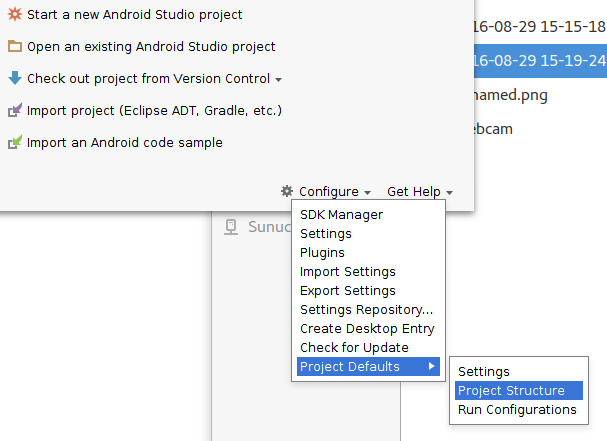 Start a new Android Studio project
Open an existing Android Studio project
Check out project from Version Control
Import project (Eclipse ADT, Gradle, etc.)
Import an Android code sample
Configure
Get Help
SDK Manager
Settings
Plugins
Import Settings
Export Settings
Settings Repository...
Create Desktop Entry
Check for Update
Project Defaults
Settings
Project Structure
Run Configurations
16-08-29 15-15-18
16-08-29 15-19-24
named.png
ebcam
Sunuc